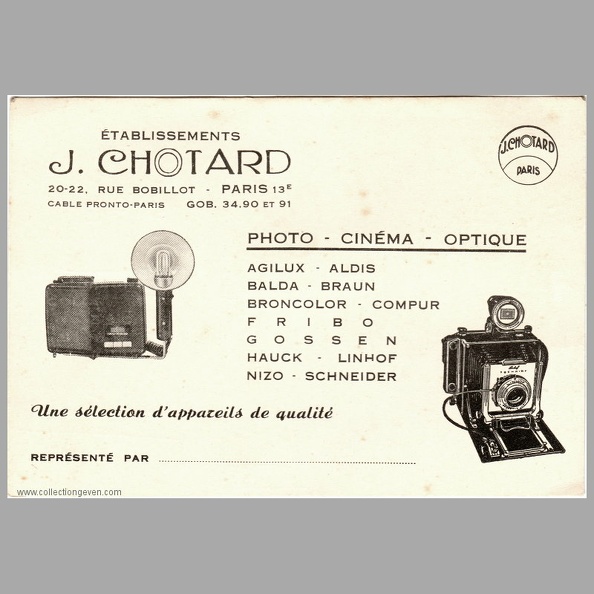 ÉTABLISSEMENTS
J. CHOTARD
20-22, RUE BOBILLOT - PARIS 13E
CABLE PRONTO-PARIS GOB. 34.90 ET 91
J. CHOTARD
PARIS
PHOTO - CINÉMA - OPTIQUE
AGILUX - ALDIS
BALDA - BRAUN
BRONCOLOR - COMPUR
FRIBO
GOSSEN
HAUCK - LINHOF
NIZO - SCHNEIDER
Une sélection d'appareils de qualité
REPRÉSENTÉ PAR
www.collectiongeven.com